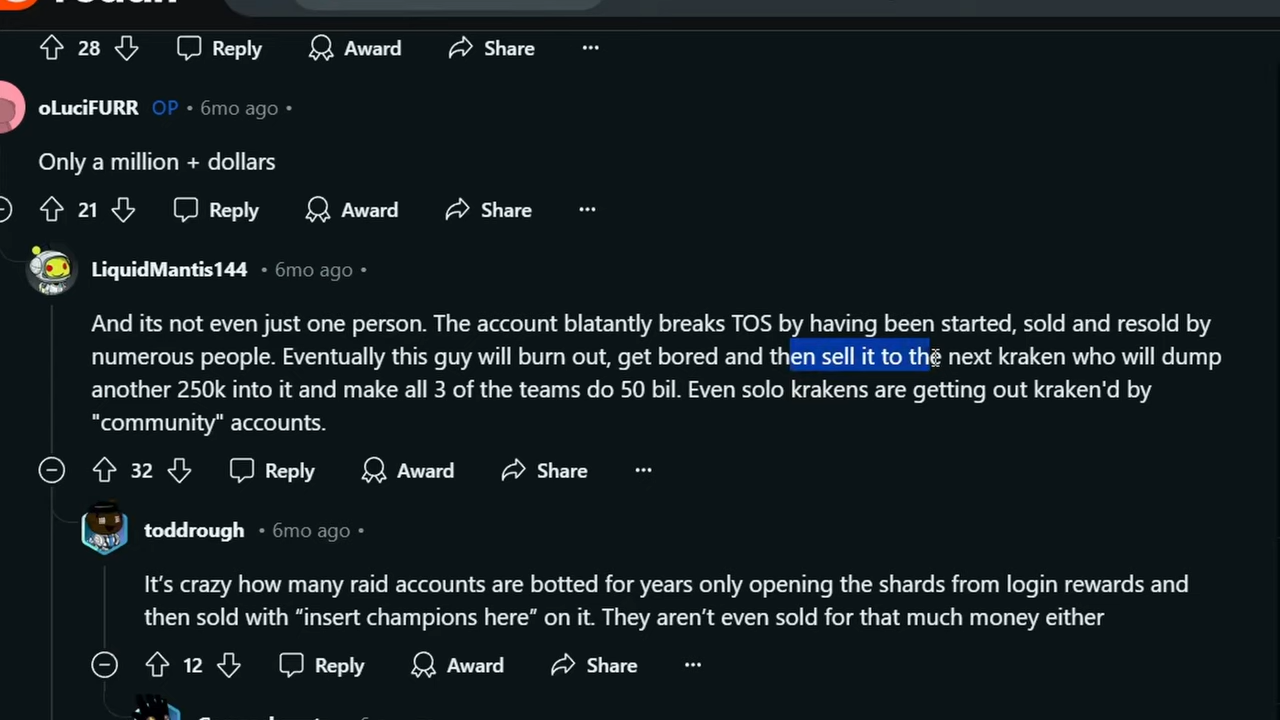 28 Reply Award Share ...
oLuciFURR OP • 6mo ago •
Only a million + dollars
21 Reply Award Share ...
LiquidMantis144 • 6mo ago •
And its not even just one person. The account blatantly breaks TOS by having been started, sold and resold by
numerous people. Eventually this guy will burn out, get bored and then sell it to the next kraken who will dump
another 250k into it and make all 3 of the teams do 50 bil. Even solo krakens are getting out kraken'd by
"community" accounts.
32 Reply Award Share ...
toddrough • 6mo ago •
It’s crazy how many raid accounts are botted for years only opening the shards from login rewards and
then sold with “insert champions here” on it. They aren’t even sold for that much money either
12 Reply Award Share ...